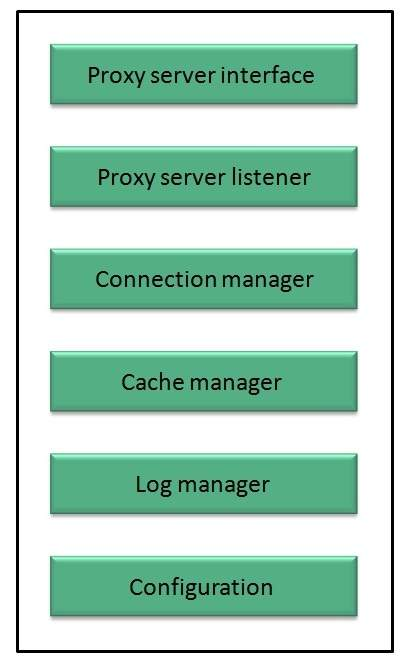 Proxy server interface
Proxy server listener
Connection manager
Cache manager
Log manager
Configuration